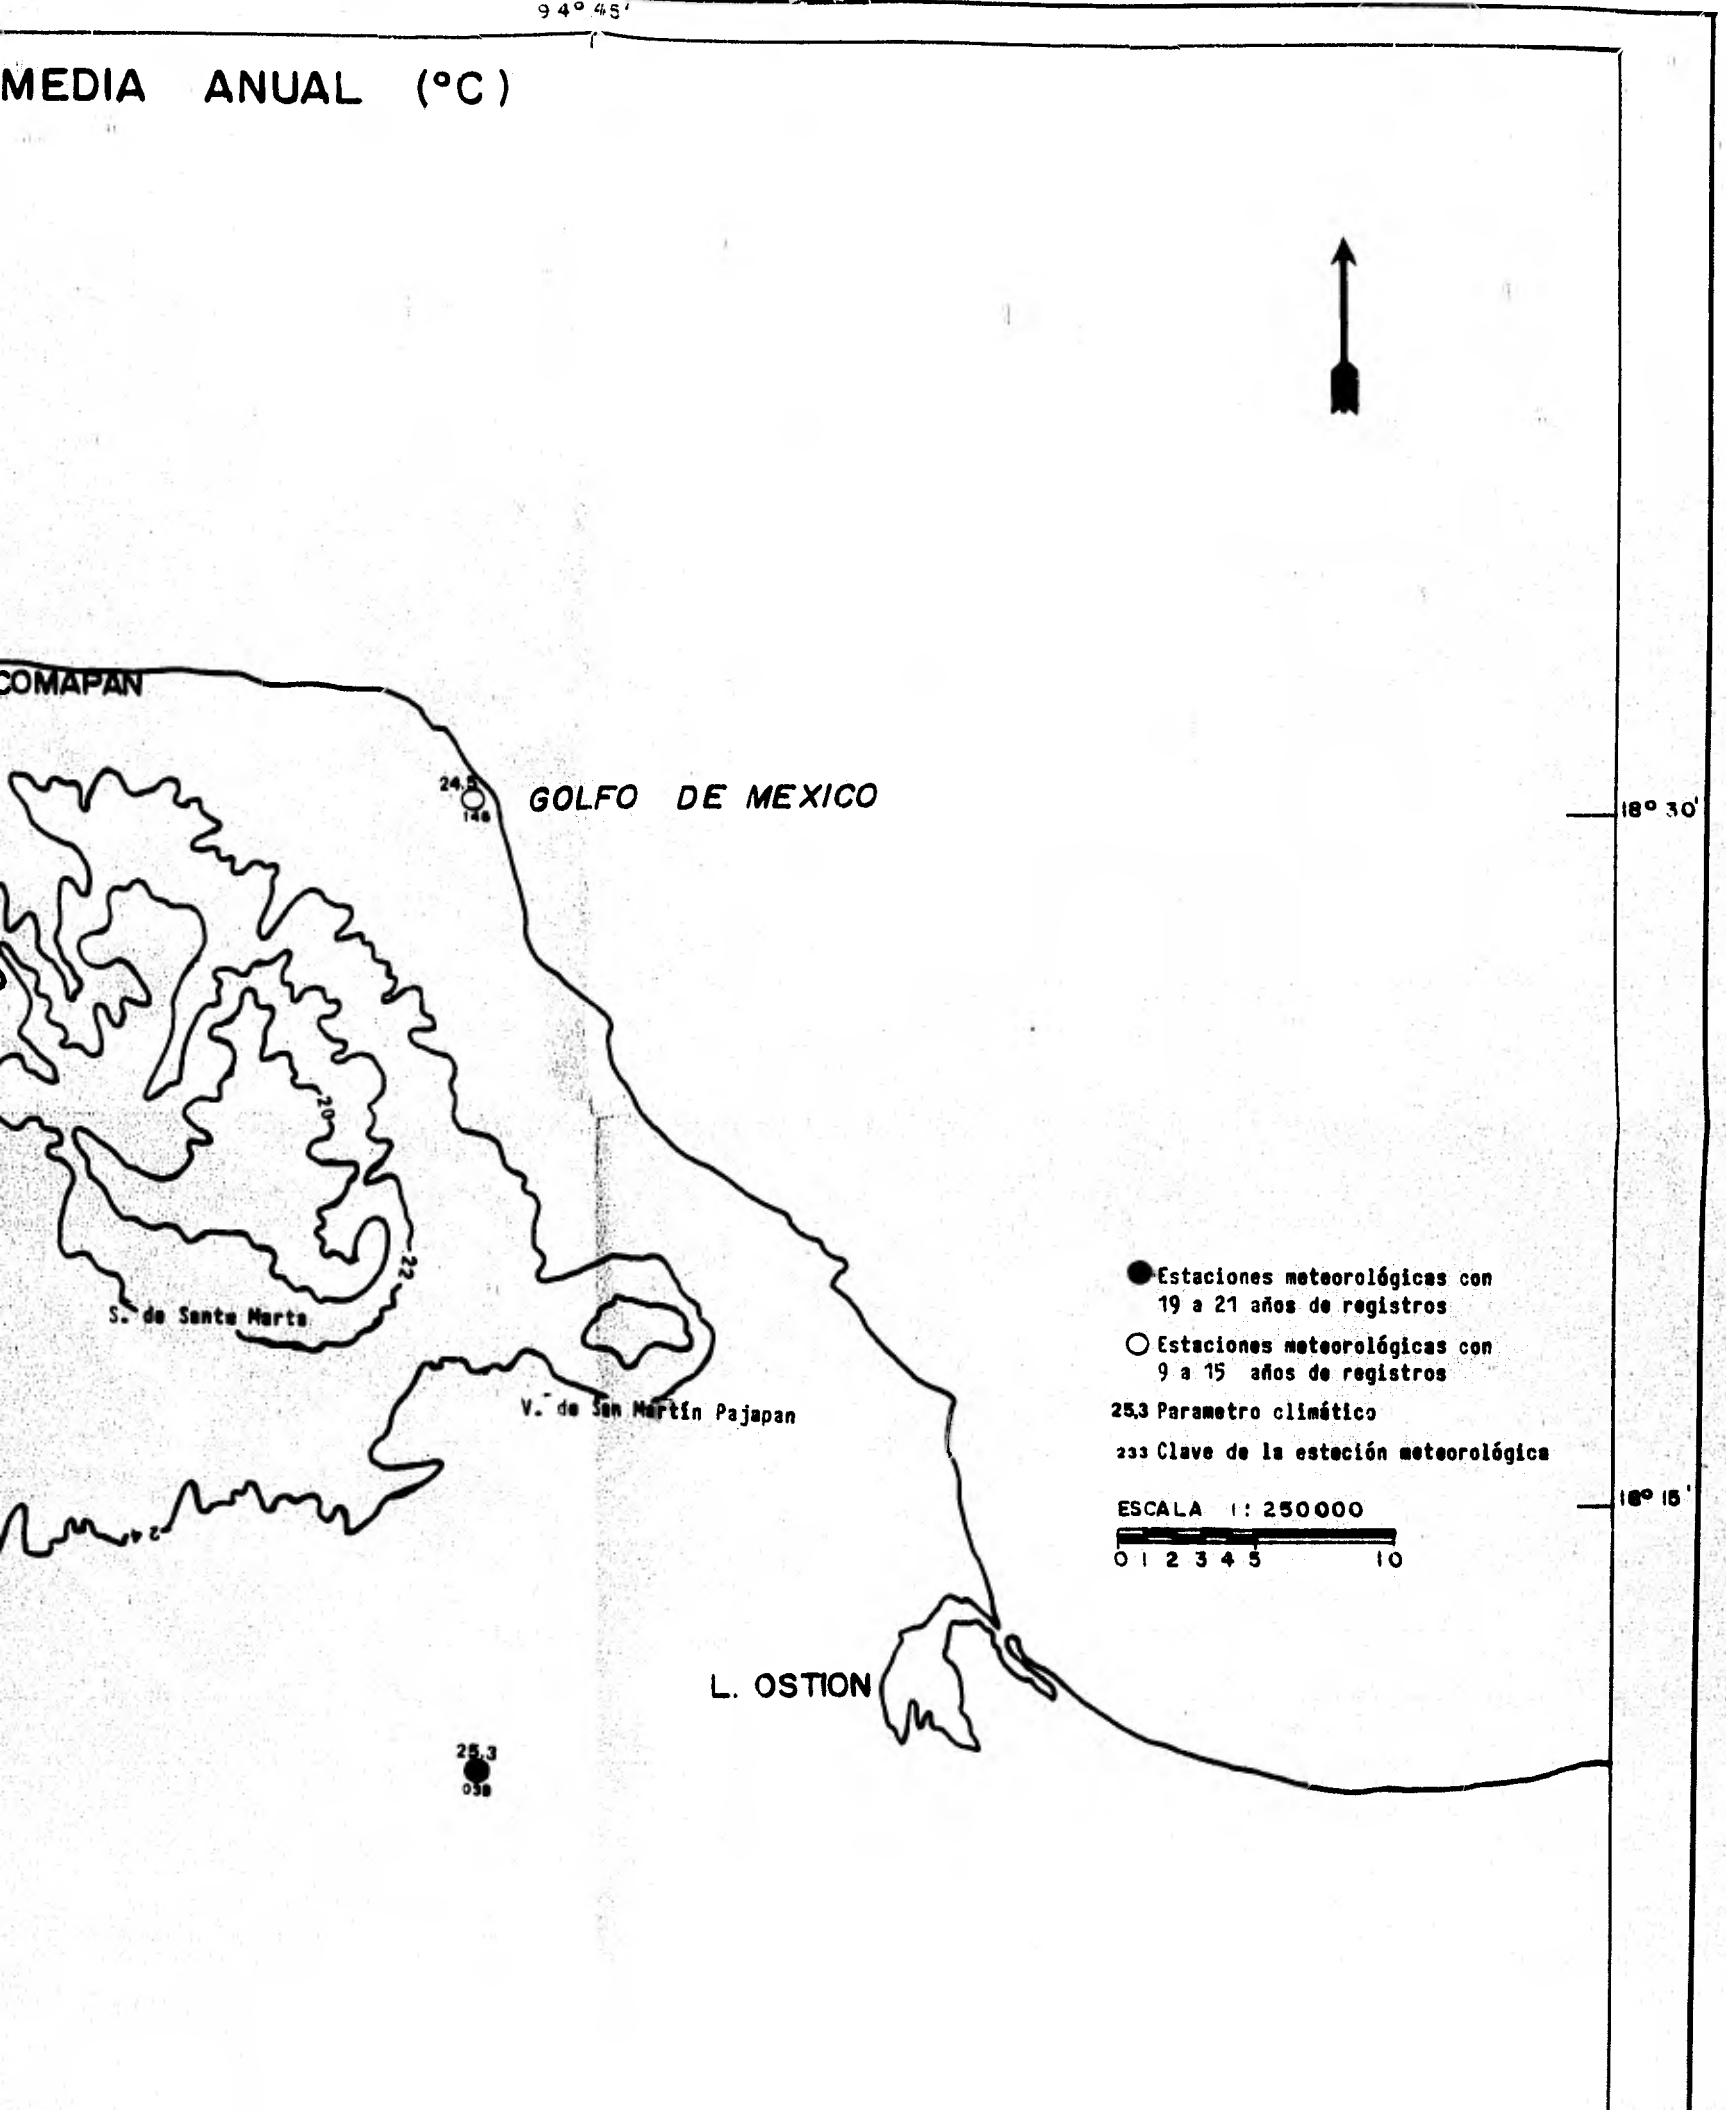 94° 45'
MEDIA ANUAL (°C)
COMAPAN
24.5
146
GOLFO DE MEXICO
18° 30'
20
22
S. de Santa Marta
V. de San Martín Pajapan
24
Estaciones meteorológicas con
19 a 21 años de registros
Estaciones meteorológicas con
9 a 15 años de registros
25.3 Parametro climático
233 Clave de la estación meteorológica
ESCALA 1: 250000
0 1 2 3 4 5 10
18° 15'
L. OSTION
25.3